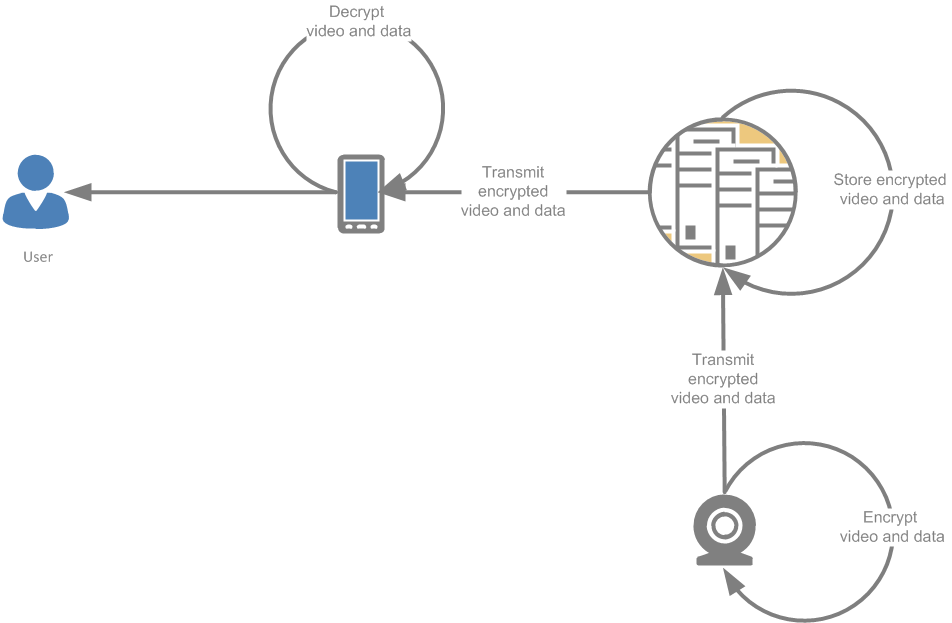 Decrypt
video and data
Transmit
encrypted
video and data
Store encrypted
video and data
User
Transmit
encrypted
video and data
Encrypt
video and data